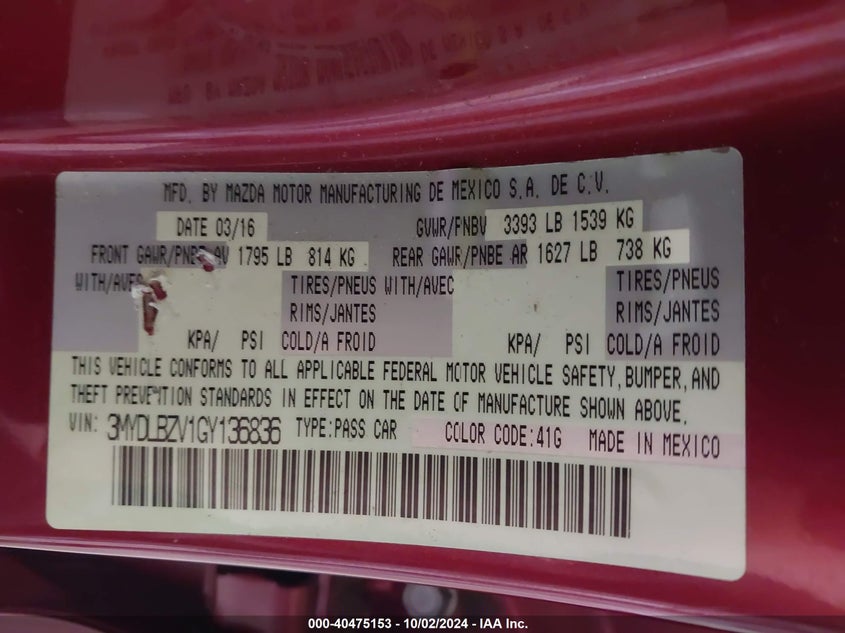 MFD. BY MAZDA MOTOR MANUFACTURING DE MEXICO S.A. DE C.V.
DATE 03/16 GVWR/PNBV 3393 LB 1539 KG
FRONT GAWR/PNBE AV 1795 LB 814 KG REAR GAWR/PNBE AR 1627 LB 738 KG
WITH/AVEC TIRES/PNEUS WITH/AVEC TIRES/PNEUS
RIMS/JANTES RIMS/JANTES
KPA/ PSI COLD/A FROID KPA/ PSI COLD/A FROID
THIS VEHICLE CONFORMS TO ALL APPLICABLE FEDERAL MOTOR VEHICLE SAFETY, BUMPER, AND
THEFT PREVENTION STANDARDS IN EFFECT ON THE DATE OF MANUFACTURE SHOWN ABOVE.
VIN: 3MYDLBZV1GY136836 TYPE:PASS CAR COLOR CODE:41G MADE IN MEXICO
000-40475153 - 10/02/2024 - IAA Inc.